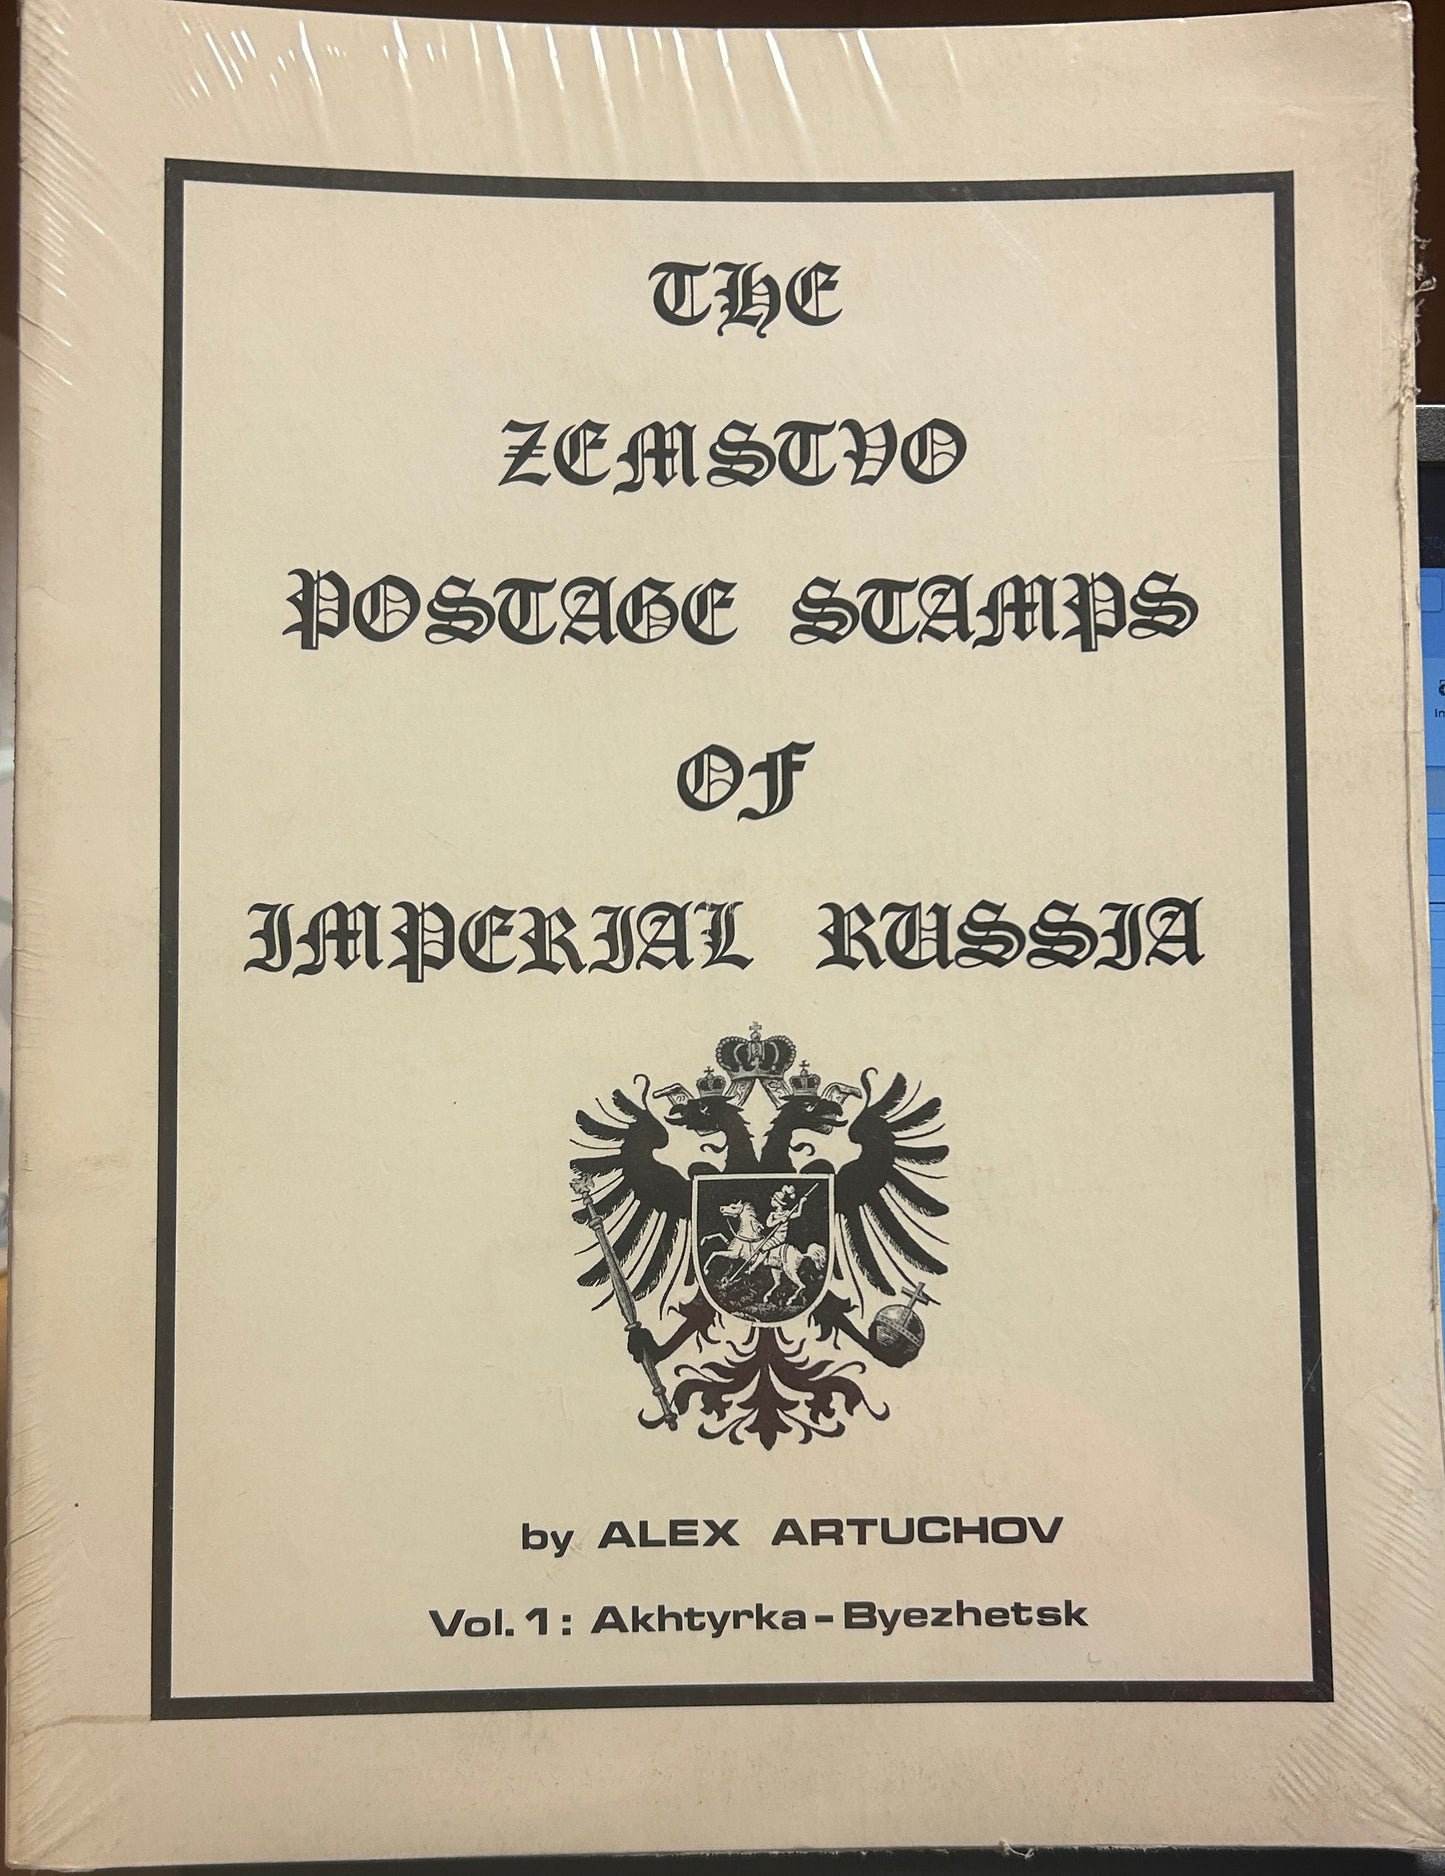 THE
ZEMSTVO
POSTAGE STAMPS
OF
IMPERIAL RUSSIA
by ALEX ARTUCHOV
Vol. 1: Akhtyrka-Byezhetsk